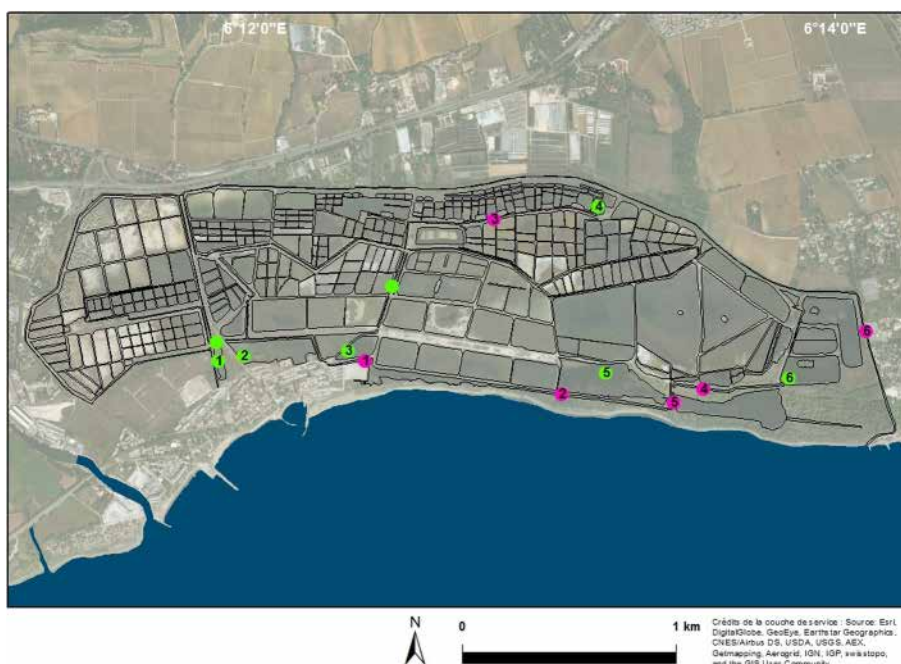 6°12'0"E 6°14'0"E
4
3
6
3
1 2
1
5
6
4
2
5
N 0 1 km
Crédits de la couche de service : Source: Esri,
DigitalGlobe, GeoEye, Earthstar Geographics,
CNES/Airbus DS, USDA, USGS, AEX,
Getmapping, Aerogrid, IGN, IGP, swisstopo,
and the GIS User Community